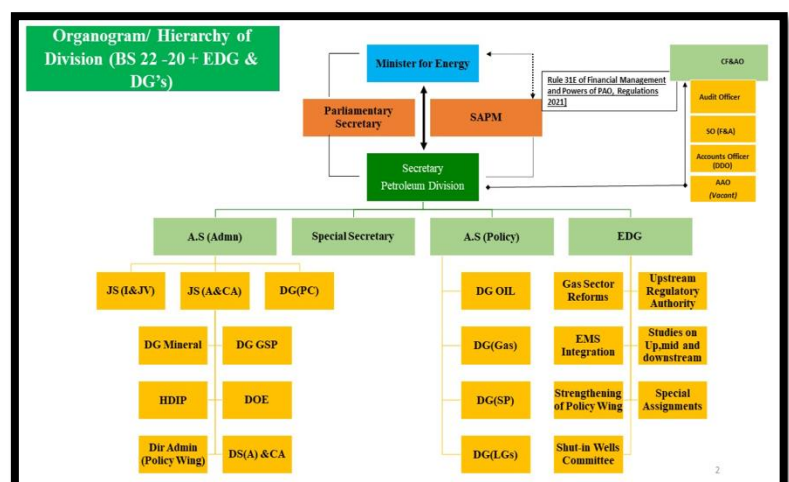 Organogram/ Hierarchy of
Division (BS 22 -20 + EDG &
DG's)
Minister for Energy
CF&AO
Rule 31E of Financial Management
and Powers of PAO, Regulations
2021]
Audit Officer
Parliamentary
Secretary
SAPM
SO (F&A)
Accounts Officer
(DDO)
Secretary
Petroleum Division
AAO
(Vacant)
A.S (Admn)
Special Secretary
A.S (Policy)
EDG
JS (I&JV)
JS (A&CA)
DG(PC)
DG OIL
Gas Sector
Reforms
Upstream
Regulatory
Authority
DG Mineral
DG GSP
DG(Gas)
EMS
Integration
Studies on
Up,mid and
downstream
HDIP
DOE
DG(SP)
Strengthening
of Policy Wing
Special
Assignments
Dir Admin
(Policy Wing)
DS(A) &CA
DG(LGs)
Shut-in Wells
Committee
2